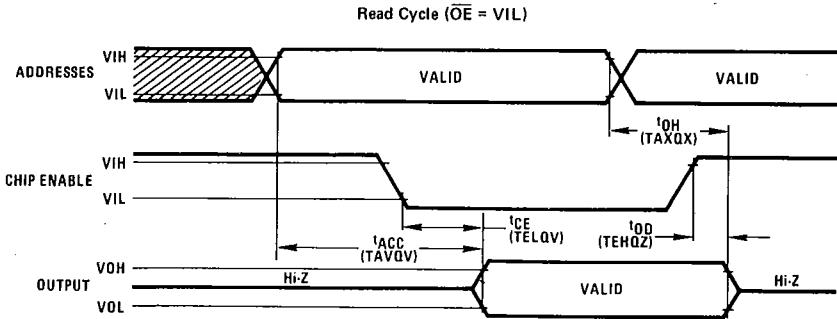 Read Cycle (OE = VIL)
VIH
ADDRESSES
VIL
VALID
VALID
tOH
(TAXQX)
VIH
CHIP ENABLE
VIL
tCE
(TELQV)
tOD
(TEHQZ)
tACC
(TAVQV)
VOH
OUTPUT
VOL
Hi-Z
VALID
Hi-Z